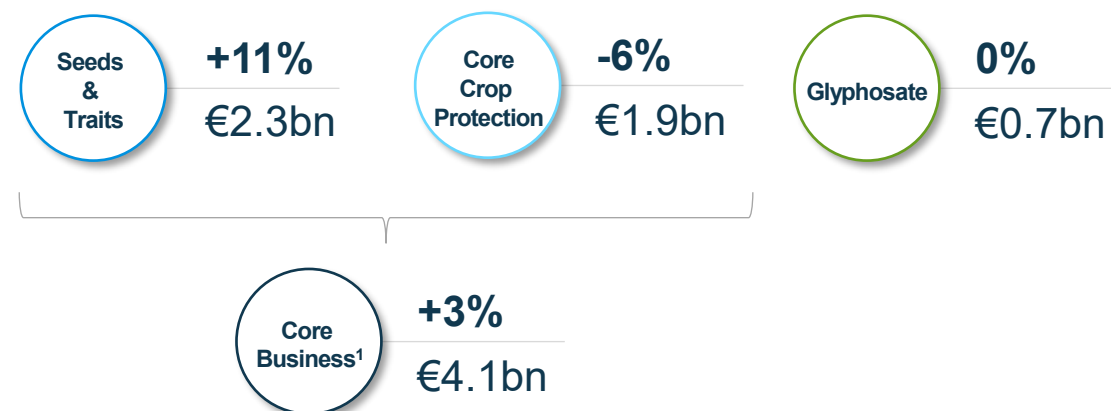 Seeds
&
Traits
+11%
€2.3bn
Core
Crop
Protection
-6%
€1.9bn
Glyphosate
0%
€0.7bn
Core
Business¹
+3%
€4.1bn